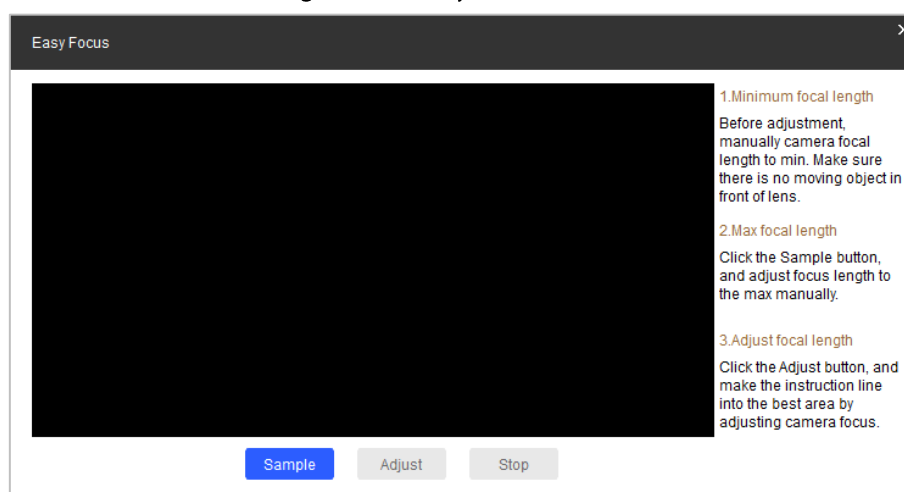 Easy Focus
1.Minimum focal length
Before adjustment,
manually camera focal
length to min. Make sure
there is no moving object in
front of lens.
2.Max focal length
Click the Sample button,
and adjust focus length to
the max manually.
3.Adjust focal length
Click the Adjust button, and
make the instruction line
into the best area by
adjusting camera focus.
Sample Adjust Stop